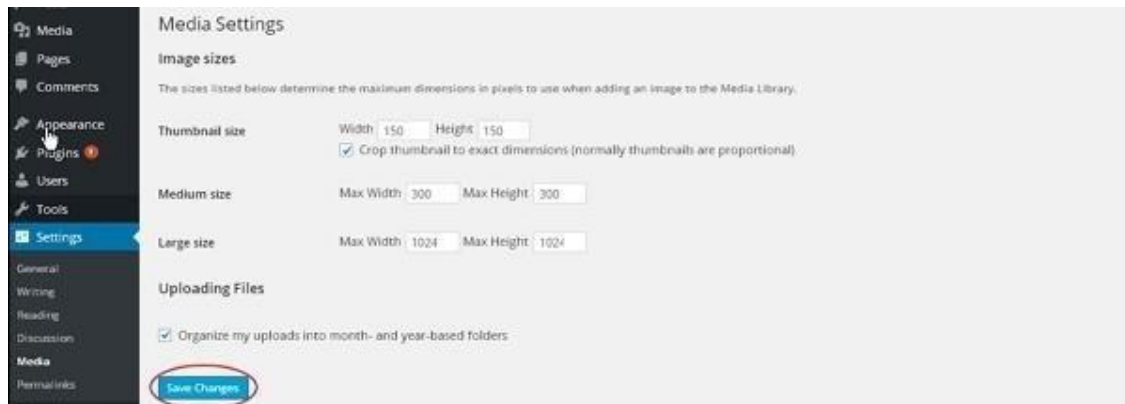 Media
Pages
Comments
Appearance
Plugins
Users
Tools
Settings
General
Writing
Reading
Discussion
Media
Permalinks
Media Settings
Image sizes
The sizes listed below determine the maximum dimensions in pixels to use when adding an image to the Media Library.
Thumbnail size Width 150 Height 150
Crop thumbnail to exact dimensions (normally thumbnails are proportional)
Medium size Max Width 300 Max Height 300
Large size Max Width 1024 Max Height 1024
Uploading Files
Organize my uploads into month- and year-based folders
Save Changes